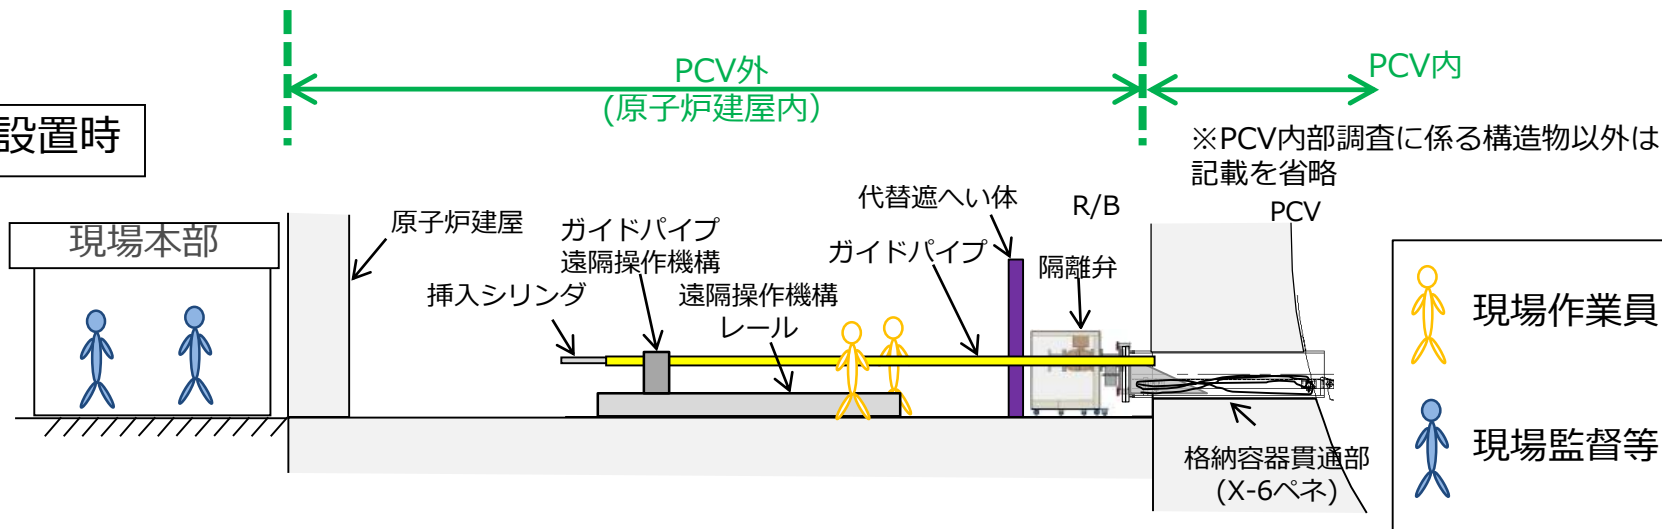 PCV外
(原子炉建屋内)
PCV内
設置時
※PCV内部調査に係る構造物以外は
記載を省略
現場本部
原子炉建屋
ガイドパイプ
遠隔操作機構
挿入シリンダ
遠隔操作機構
レール
ガイドパイプ
代替遮へい体
R/B
隔離弁
PCV
格納容器貫通部
(X-6ペネ)
現場作業員
現場監督等